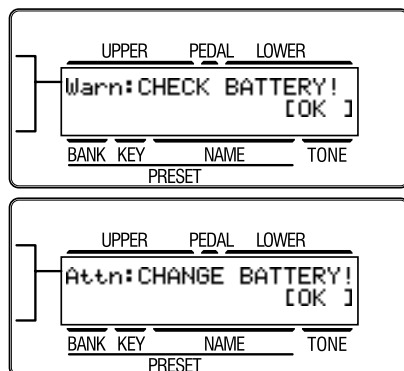 UPPER PEDAL LOWER
Warn:CHECK BATTERY!
[OK ]
BANK KEY NAME TONE
PRESET
UPPER PEDAL LOWER
Attn:CHANGE BATTERY!
[OK ]
BANK KEY NAME TONE
PRESET